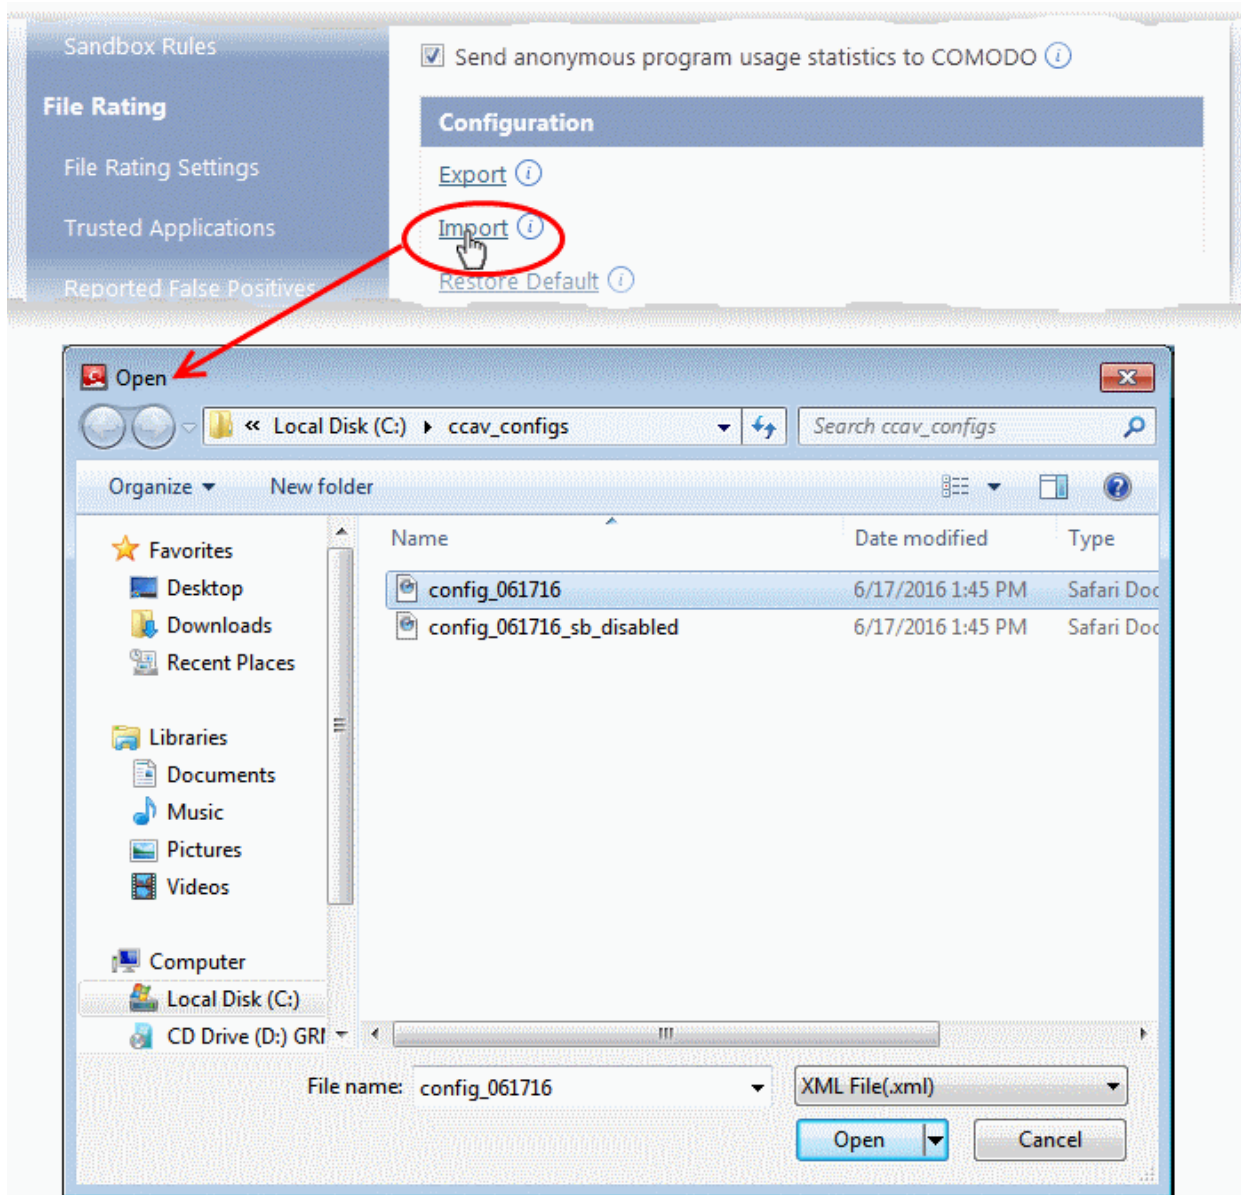 Sandbox Rules
Send anonymous program usage statistics to COMODO
File Rating
Configuration
File Rating Settings
Export
Trusted Applications
Import
Reported False Positives
Restore Default
Open
« Local Disk (C:) ccav_configs
Search ccav_configs
Organize
New folder
Name Date modified Type
Favorites
Desktop
config_061716 6/17/2016 1:45 PM Safari Doc
Downloads
config_061716_sb_disabled 6/17/2016 1:45 PM Safari Doc
Recent Places
Libraries
Documents
Music
Pictures
Videos
Computer
Local Disk (C:)
CD Drive (D:)
File name: config_061716
XML File(.xml)
Open
Cancel